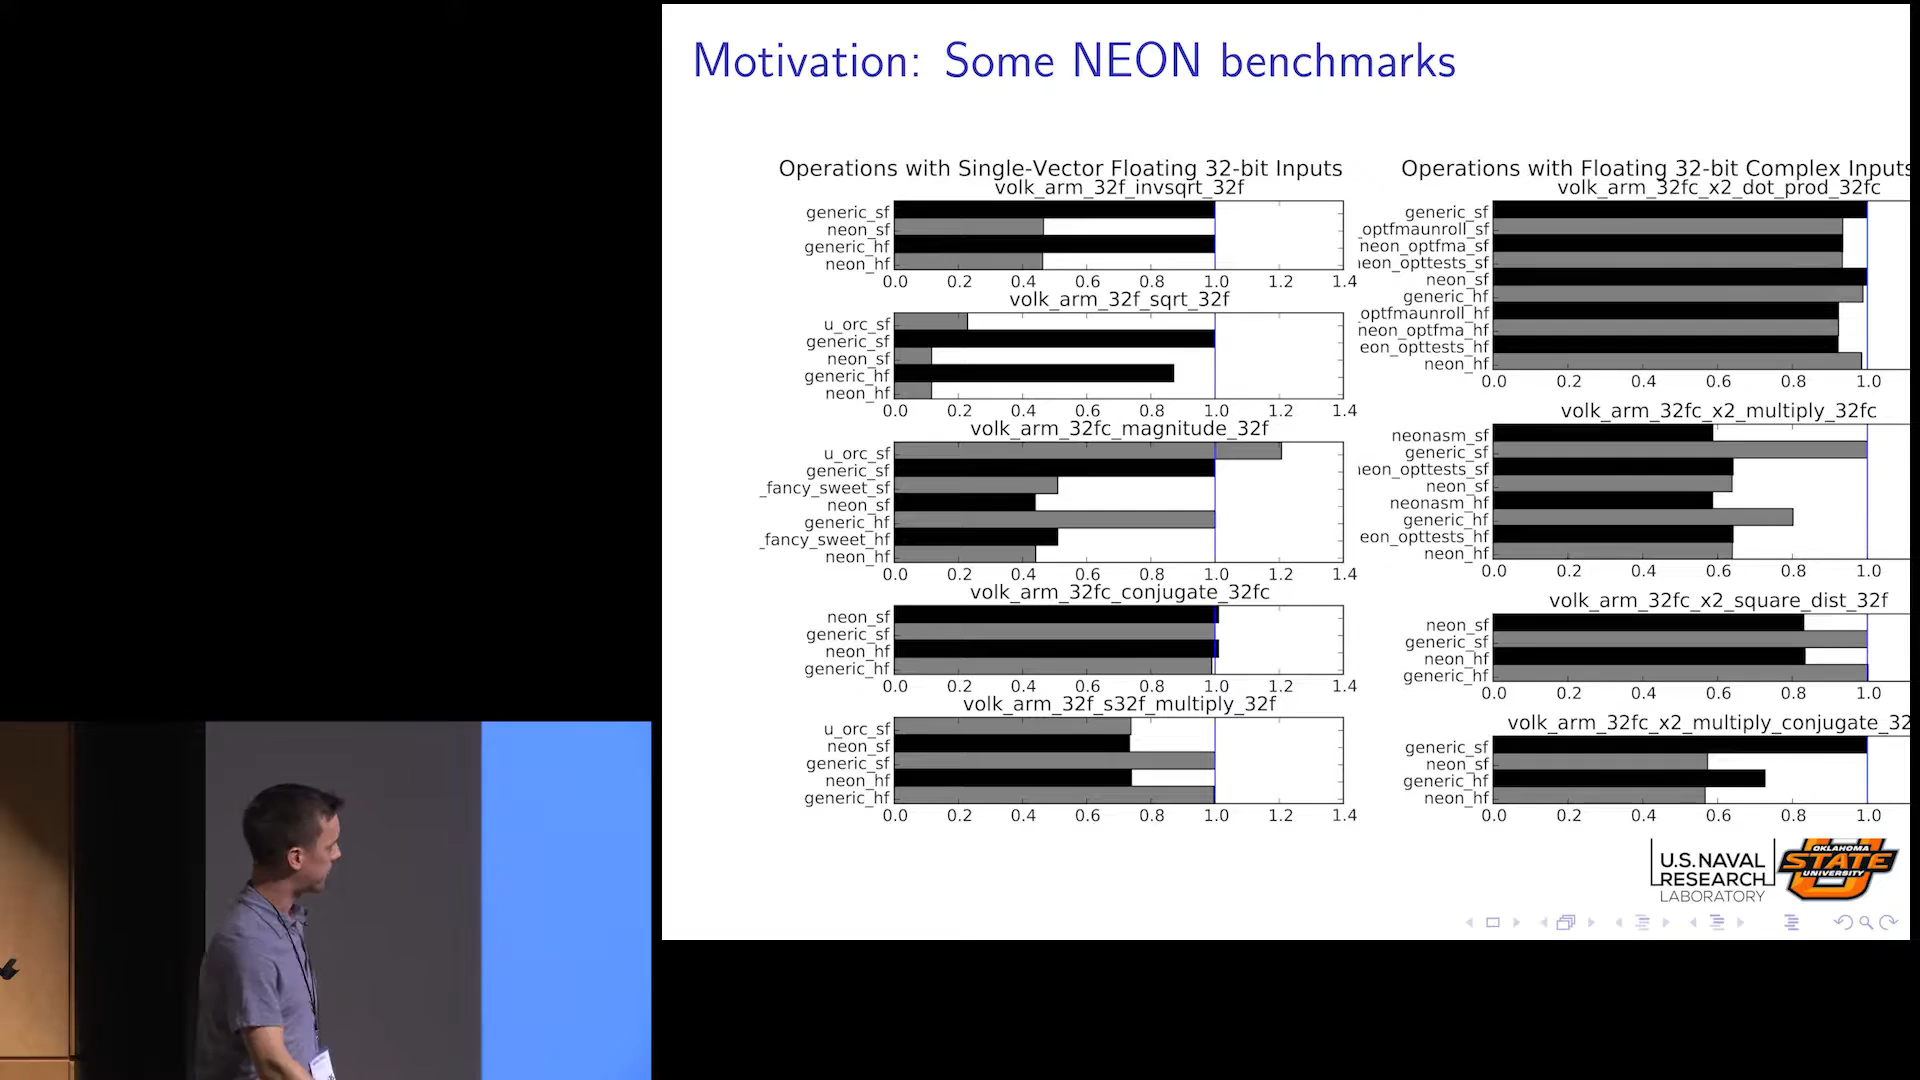 Motivation: Some NEON benchmarks
Operations with Single-Vector Floating 32-bit Inputs
volk_arm_32f_invsqrt_32f
generic_sf
neon_sf
generic_hf
neon_hf
0.0 0.2 0.4 0.6 0.8 1.0 1.2 1.4
volk_arm_32f_sqrt_32f
u_orc_sf
generic_sf
neon_sf
generic_hf
neon_hf
0.0 0.2 0.4 0.6 0.8 1.0 1.2 1.4
volk_arm_32fc_magnitude_32f
u_orc_sf
generic_sf
_fancy_sweet_sf
neon_sf
generic_hf
_fancy_sweet_hf
neon_hf
0.0 0.2 0.4 0.6 0.8 1.0 1.2 1.4
volk_arm_32fc_conjugate_32fc
neon_sf
generic_sf
neon_hf
generic_hf
0.0 0.2 0.4 0.6 0.8 1.0 1.2 1.4
volk_arm_32f_s32f_multiply_32f
u_orc_sf
neon_sf
generic_sf
neon_hf
generic_hf
0.0 0.2 0.4 0.6 0.8 1.0 1.2 1.4
Operations with Floating 32-bit Complex Inputs
volk_arm_32fc_x2_dot_prod_32fc
generic_sf
_optfmaunroll_sf
neon_optfma_sf
eon_opttests_sf
neon_sf
generic_hf
_optfmaunroll_hf
neon_optfma_hf
eon_opttests_hf
neon_hf
0.0 0.2 0.4 0.6 0.8 1.0
volk_arm_32fc_x2_multiply_32fc
neonasm_sf
generic_sf
eon_opttests_sf
neon_sf
neonasm_hf
generic_hf
eon_opttests_hf
neon_hf
0.0 0.2 0.4 0.6 0.8 1.0
volk_arm_32fc_x2_square_dist_32f
neon_sf
generic_sf
neon_hf
generic_hf
0.0 0.2 0.4 0.6 0.8 1.0
volk_arm_32fc_x2_multiply_conjugate_32
generic_sf
neon_sf
generic_hf
neon_hf
0.0 0.2 0.4 0.6 0.8 1.0
U.S. NAVAL
RESEARCH
LABORATORY
OKLAHOMA
STATE
UNIVERSITY